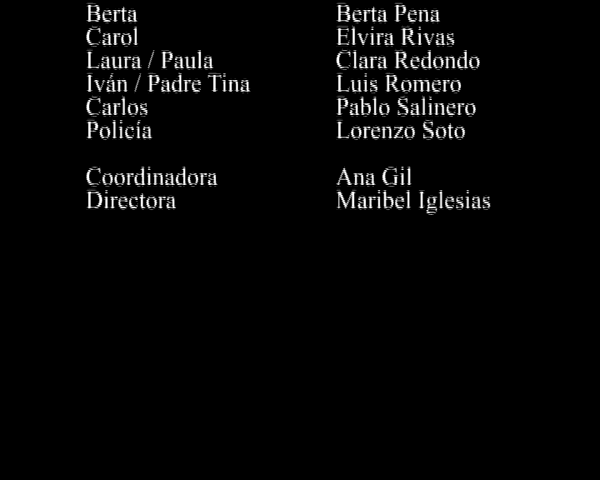 Berta Berta Pena
Carol Elvira Rivas
Laura / Paula Clara Redondo
Iván / Padre Tina Luis Romero
Carlos Pablo Salinero
Policía Lorenzo Soto
Coordinadora Ana Gil
Directora Maribel Iglesias